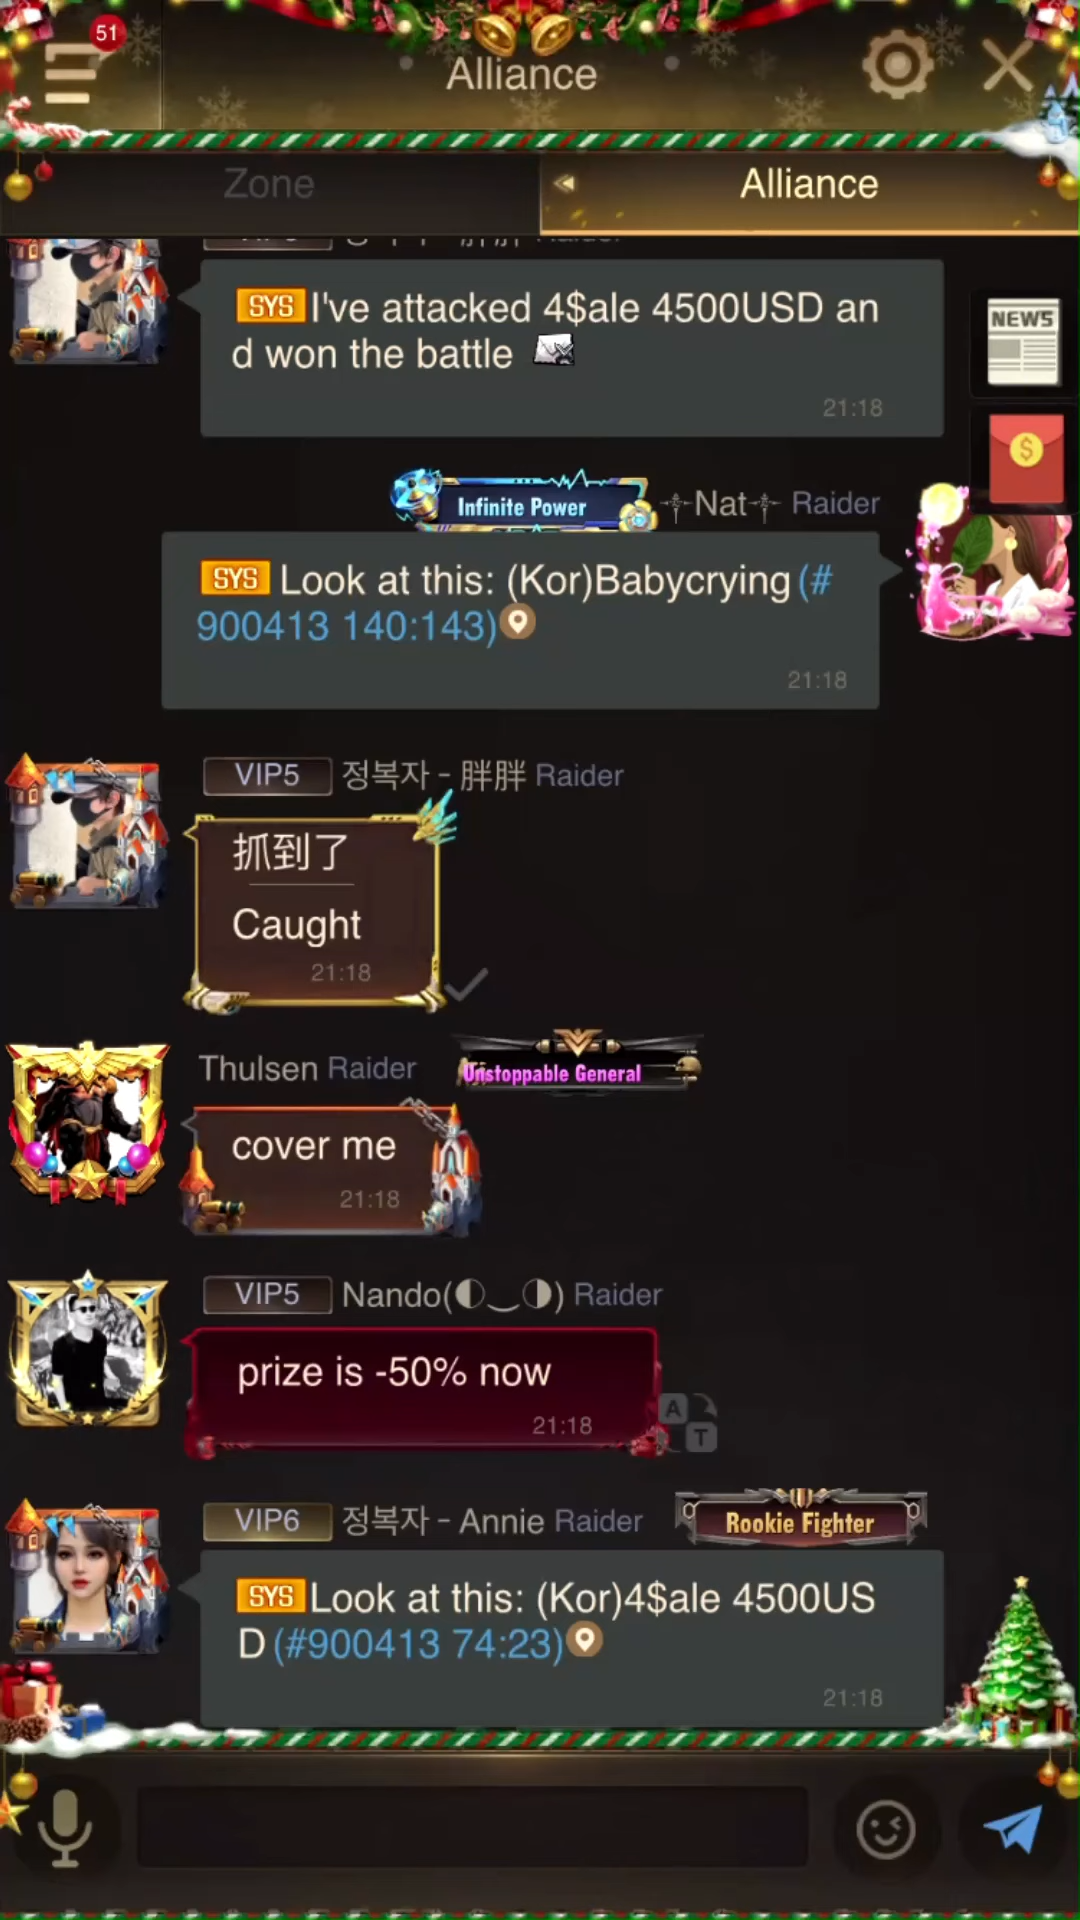 51
Alliance
Zone
Alliance
SYS I've attacked 4$ale 4500USD an
d won the battle
21:18
NEWS
$
Infinite Power
Nat Raider
SYS Look at this: (Kor)Babycrying(#
900413 140:143)
21:18
VIP5 정복자 - 胖胖 Raider
抓到了
Caught
21:18
Thulsen Raider Unstoppable General
cover me
21:18
VIP5 Nando(◐‿◑) Raider
prize is -50% now
21:18
A
T
VIP6 정복자 - Annie Raider Rookie Fighter
SYS Look at this: (Kor)4$ale 4500US
D(#900413 74:23)
21:18